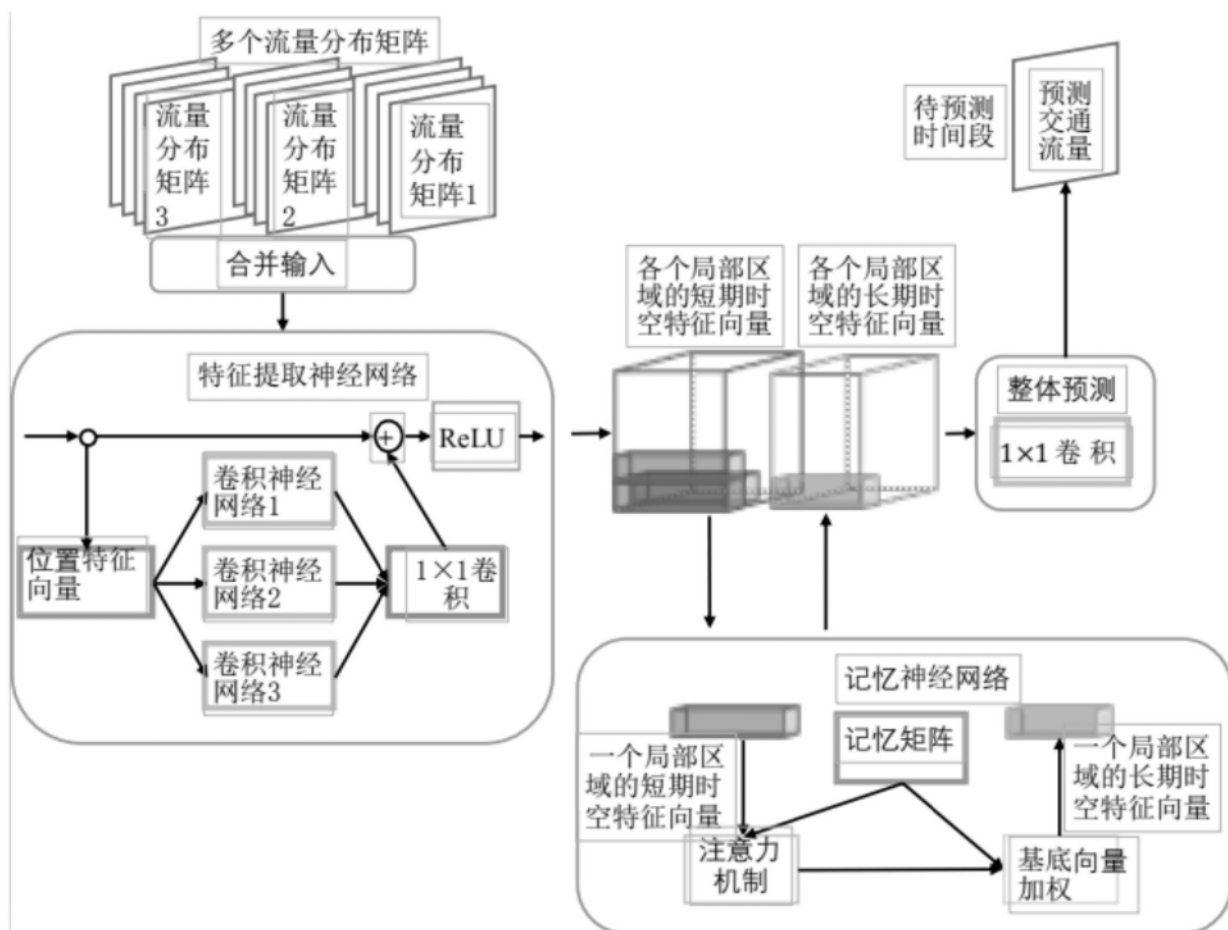 多个流量分布矩阵
流量
分布
矩阵
3
流量
分布
矩阵
2
流量
分布
矩阵1
合并输入
特征提取神经网络
+
ReLU
卷积神经
网络1
位置特征
向量
卷积神经
网络2
1×1卷
积
卷积神经
网络3
各个局部区
域的短期时
空特征向量
各个局部区
域的长期时
空特征向量
待预测
时间段
预测
交通
流量
整体预测
1×1卷 积
记忆神经网络
记忆矩阵
一个局部区
域的短期时
空特征向量
一个局部区
域的长期时
空特征向量
注意力
机制
基底向量
加权